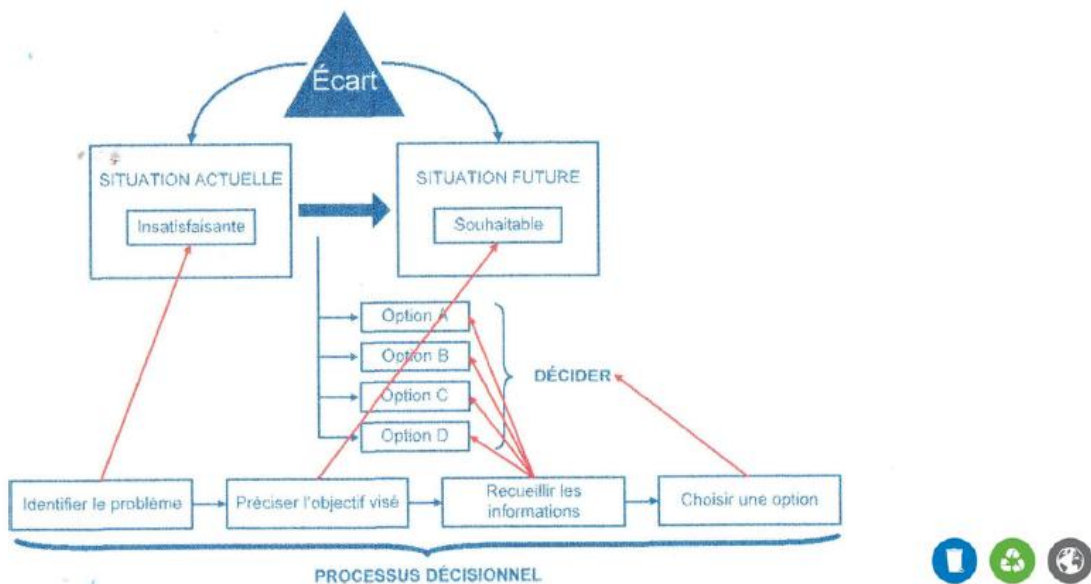 Écart
SITUATION ACTUELLE
Insatisfaisante
SITUATION FUTURE
Souhaitable
Option A
Option B
Option C
Option D
DÉCIDER
Identifier le problème
Préciser l'objectif visé
Recueillir les
informations
Choisir une option
PROCESSUS DÉCISIONNEL